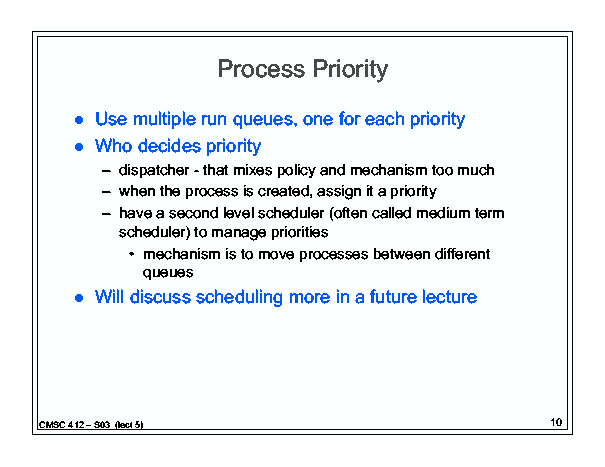 Process Priority
● Use multiple run queues, one for each priority
● Who decides priority
– dispatcher - that mixes policy and mechanism too much
– when the process is created, assign it a priority
– have a second level scheduler (often called medium term
scheduler) to manage priorities
• mechanism is to move processes between different
queues
● Will discuss scheduling more in a future lecture
CMSC 412 – S03 (lect 5)
10